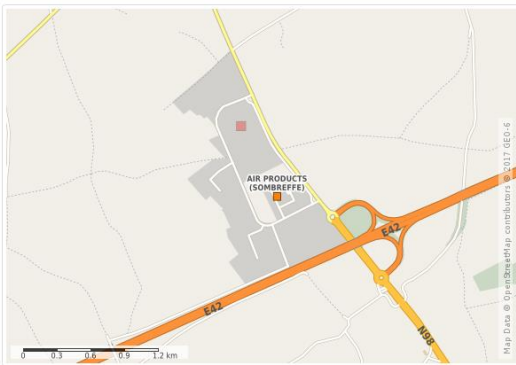 AIR PRODUCTS
(SOMBREFFE)
E42
E42
N98
0 0.3 0.6 0.9 1.2 km
Map Data @ OpenStreetMap contributors @ 2017 GEO-6